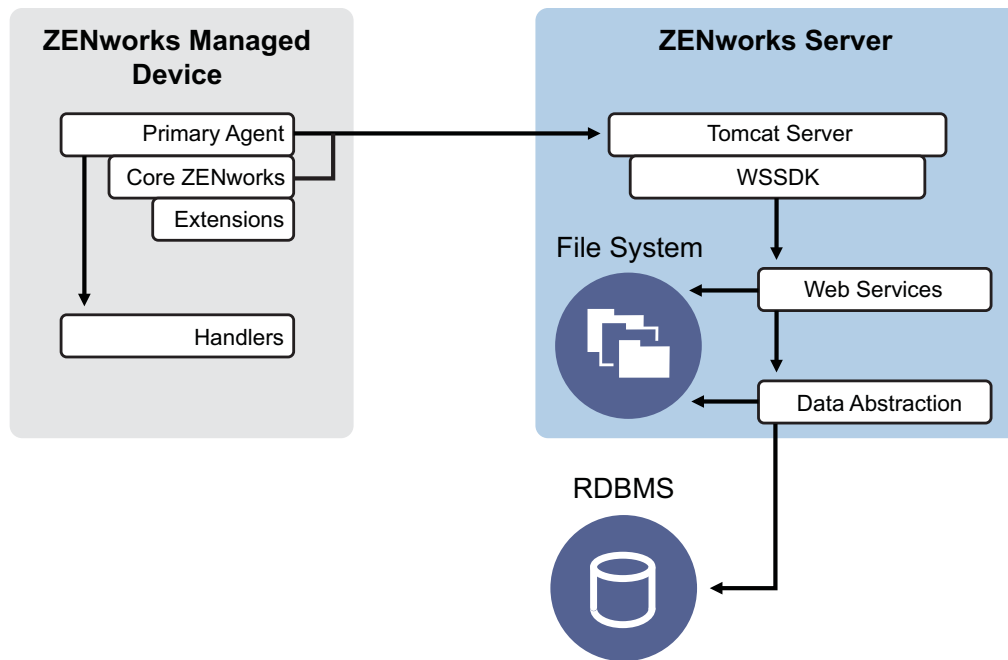 ZENworks Managed
Device
Primary Agent
Core ZENworks
Extensions
Handlers
ZENworks Server
Tomcat Server
WSSDK
File System
Web Services
Data Abstraction
RDBMS